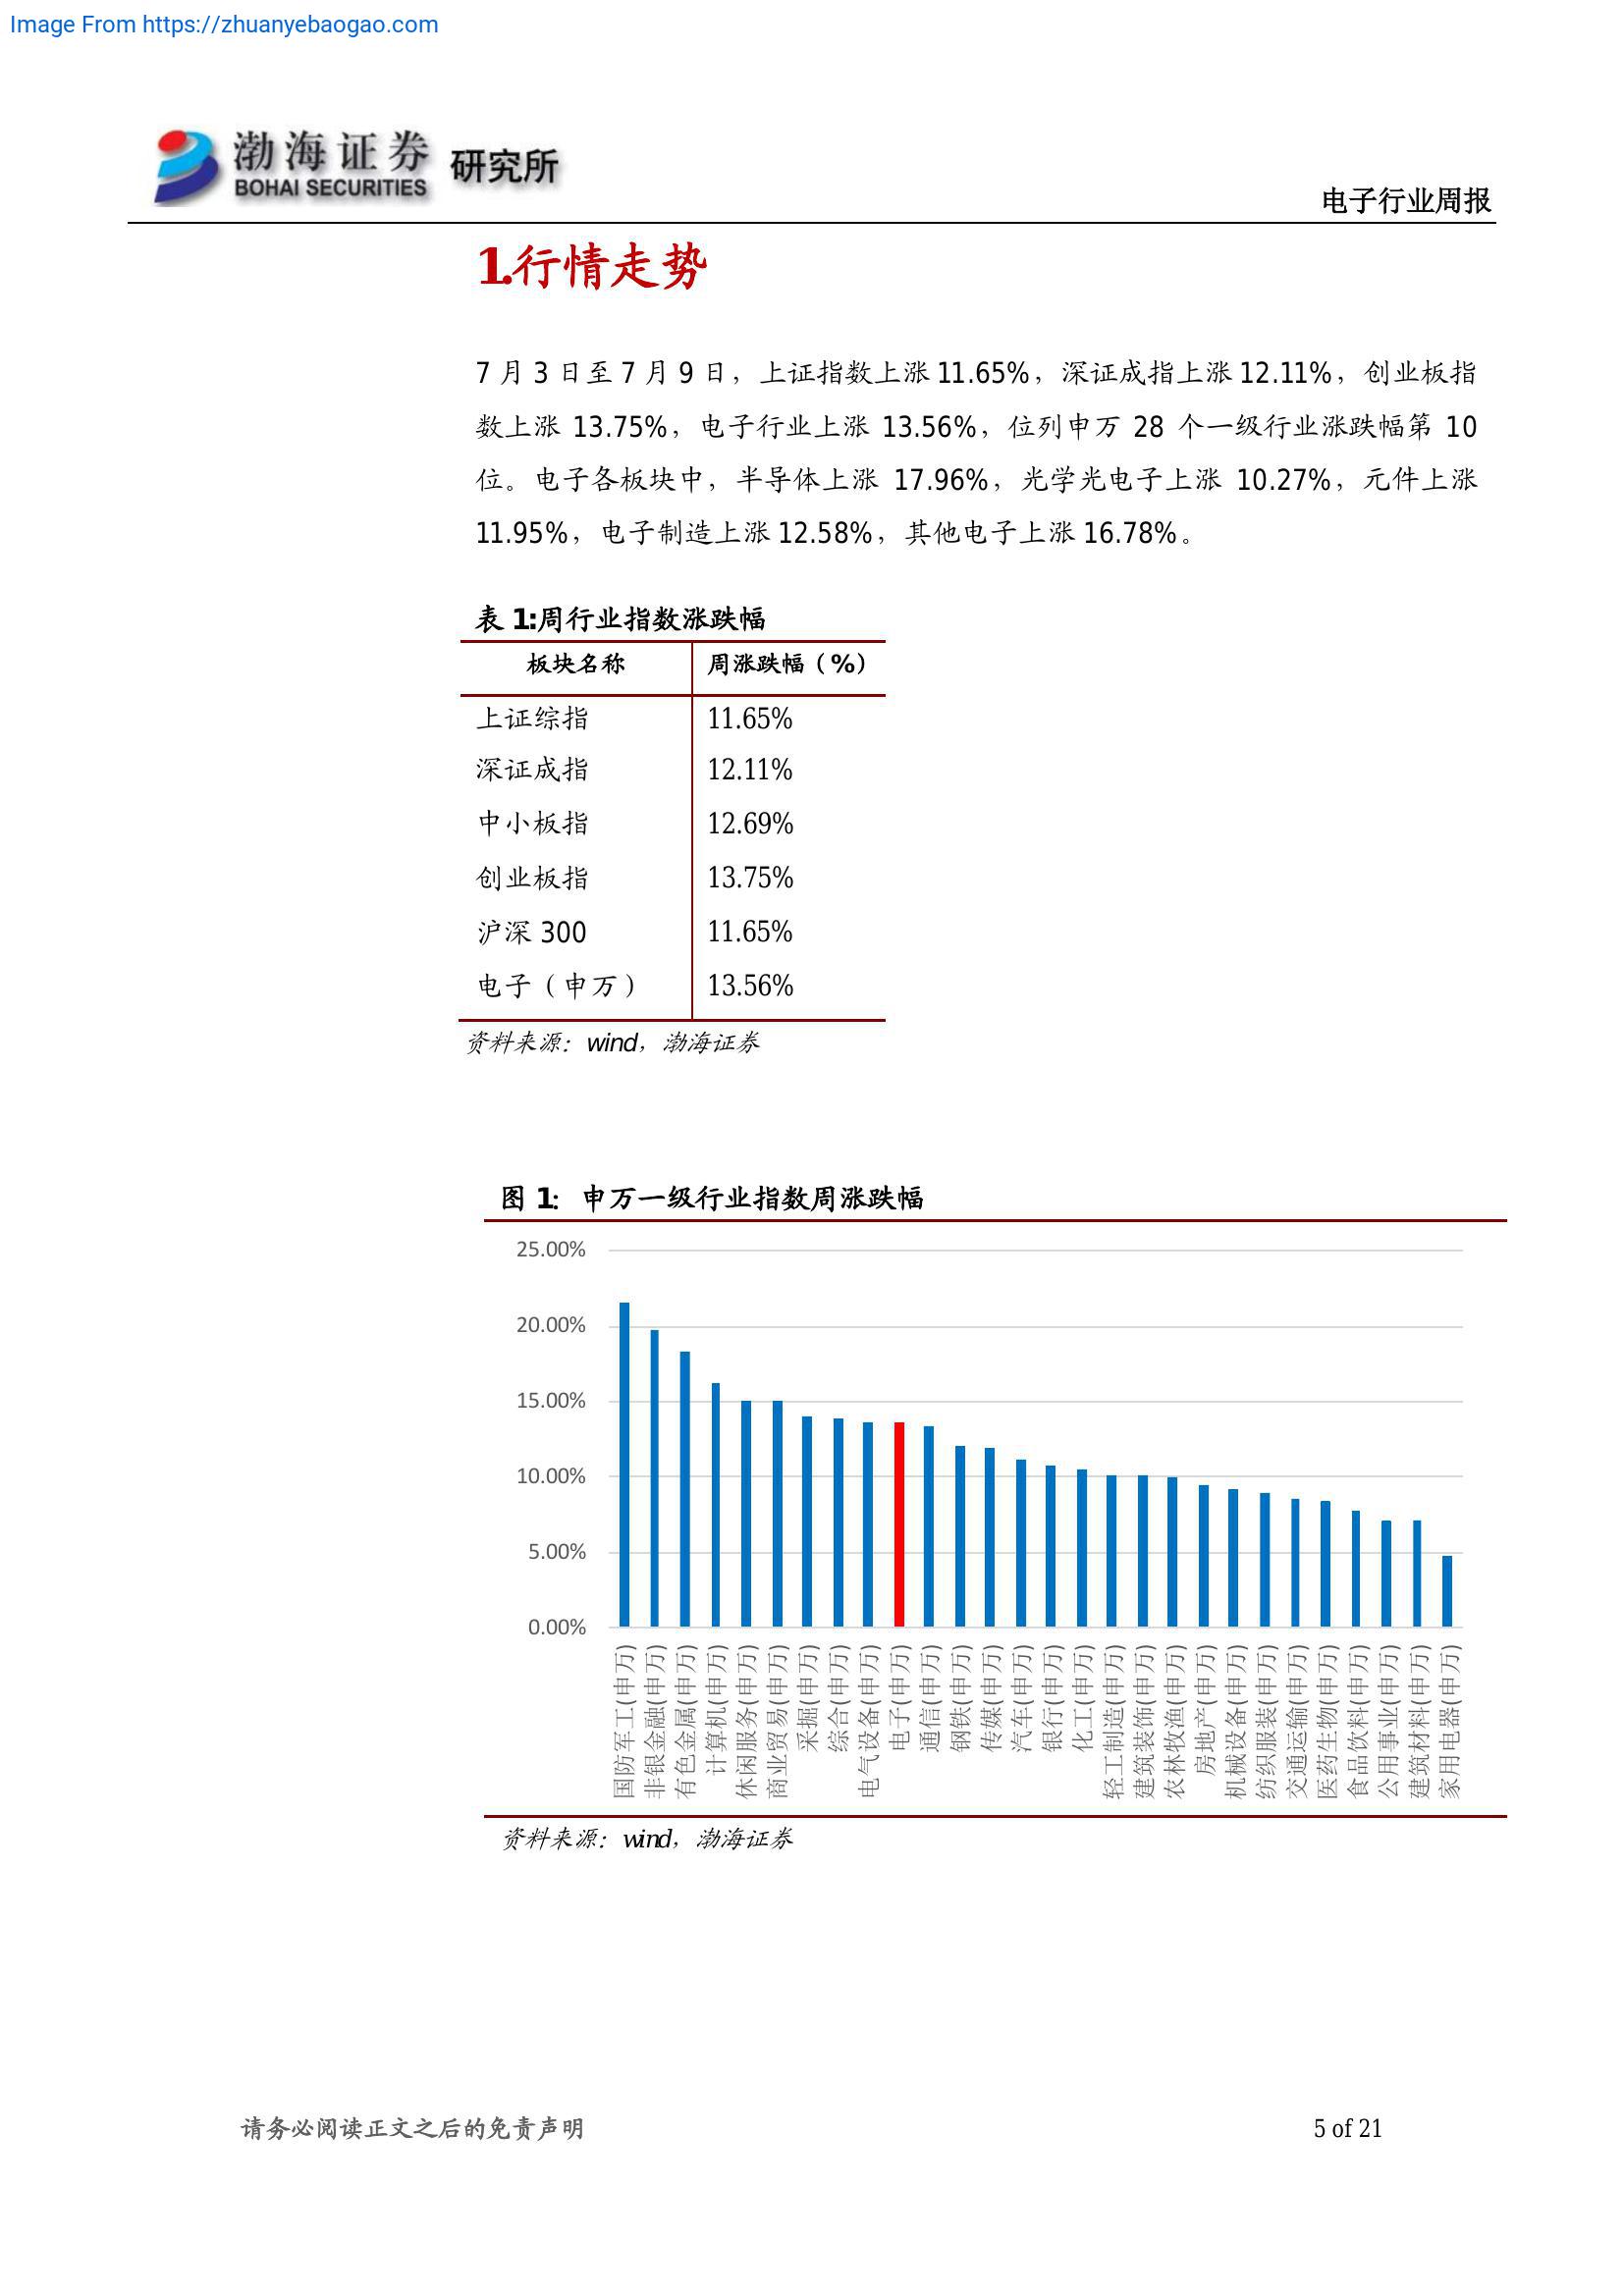 Image From https://zhuanyebaogao.com
渤海证券 研究所
BOHAI SECURITIES
电子行业周报
1.行情走势
7 月 3 日至 7 月 9 日，上证指数上涨 11.65%，深证成指上涨 12.11%，创业板指
数上涨 13.75%，电子行业上涨 13.56%，位列申万 28 个一级行业涨跌幅第 10
位。电子各板块中，半导体上涨 17.96%，光学光电子上涨 10.27%，元件上涨
11.95%，电子制造上涨 12.58%，其他电子上涨 16.78%。
表 1:周行业指数涨跌幅
板块名称 周涨跌幅（%）
上证综指 11.65%
深证成指 12.11%
中小板指 12.69%
创业板指 13.75%
沪深 300 11.65%
电子（申万） 13.56%
资料来源：wind，渤海证券
图 1：申万一级行业指数周涨跌幅
25.00%
20.00%
15.00%
10.00%
5.00%
0.00%
国防军工(申万)
非银金融(申万)
有色金属(申万)
计算机(申万)
休闲服务(申万)
商业贸易(申万)
采掘(申万)
综合(申万)
电气设备(申万)
电子(申万)
通信(申万)
钢铁(申万)
传媒(申万)
汽车(申万)
银行(申万)
化工(申万)
轻工制造(申万)
建筑装饰(申万)
农林牧渔(申万)
房地产(申万)
机械设备(申万)
纺织服装(申万)
交通运输(申万)
医药生物(申万)
食品饮料(申万)
公用事业(申万)
建筑材料(申万)
家用电器(申万)
资料来源：wind，渤海证券
请务必阅读正文之后的免责声明 5 of 21